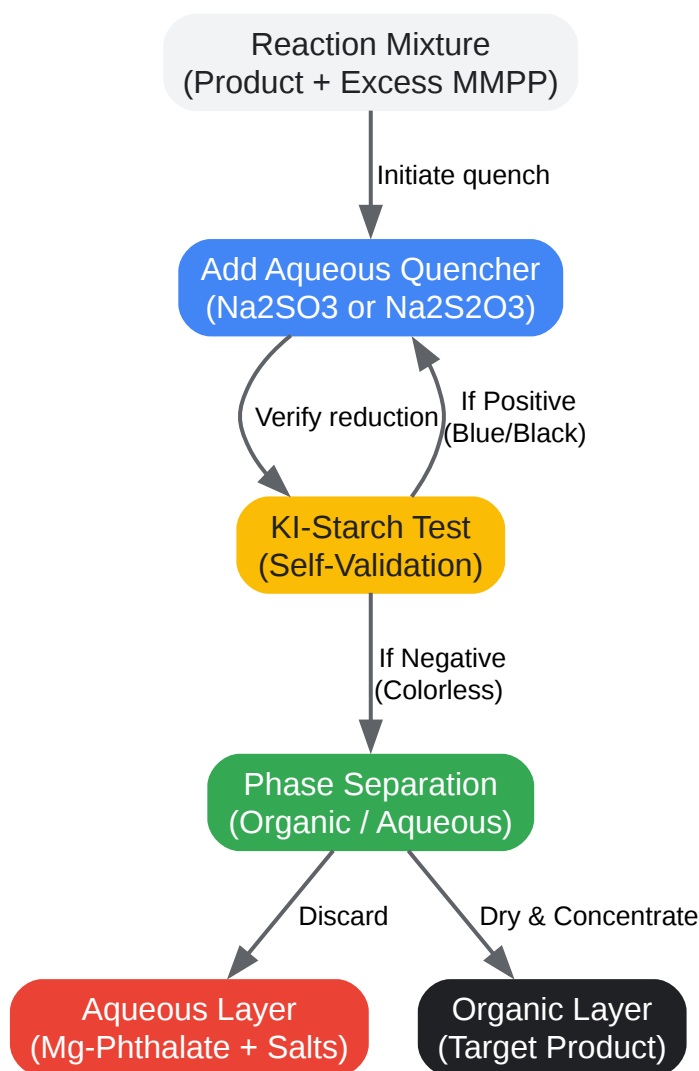 Reaction Mixture
(Product + Excess MMPP)
Initiate quench
Add Aqueous Quencher
(Na2SO3 or Na2S2O3)
Verify reduction
If Positive
(Blue/Black)
KI-Starch Test
(Self-Validation)
If Negative
(Colorless)
Phase Separation
(Organic / Aqueous)
Discard
Dry & Concentrate
Aqueous Layer
(Mg-Phthalate + Salts)
Organic Layer
(Target Product)